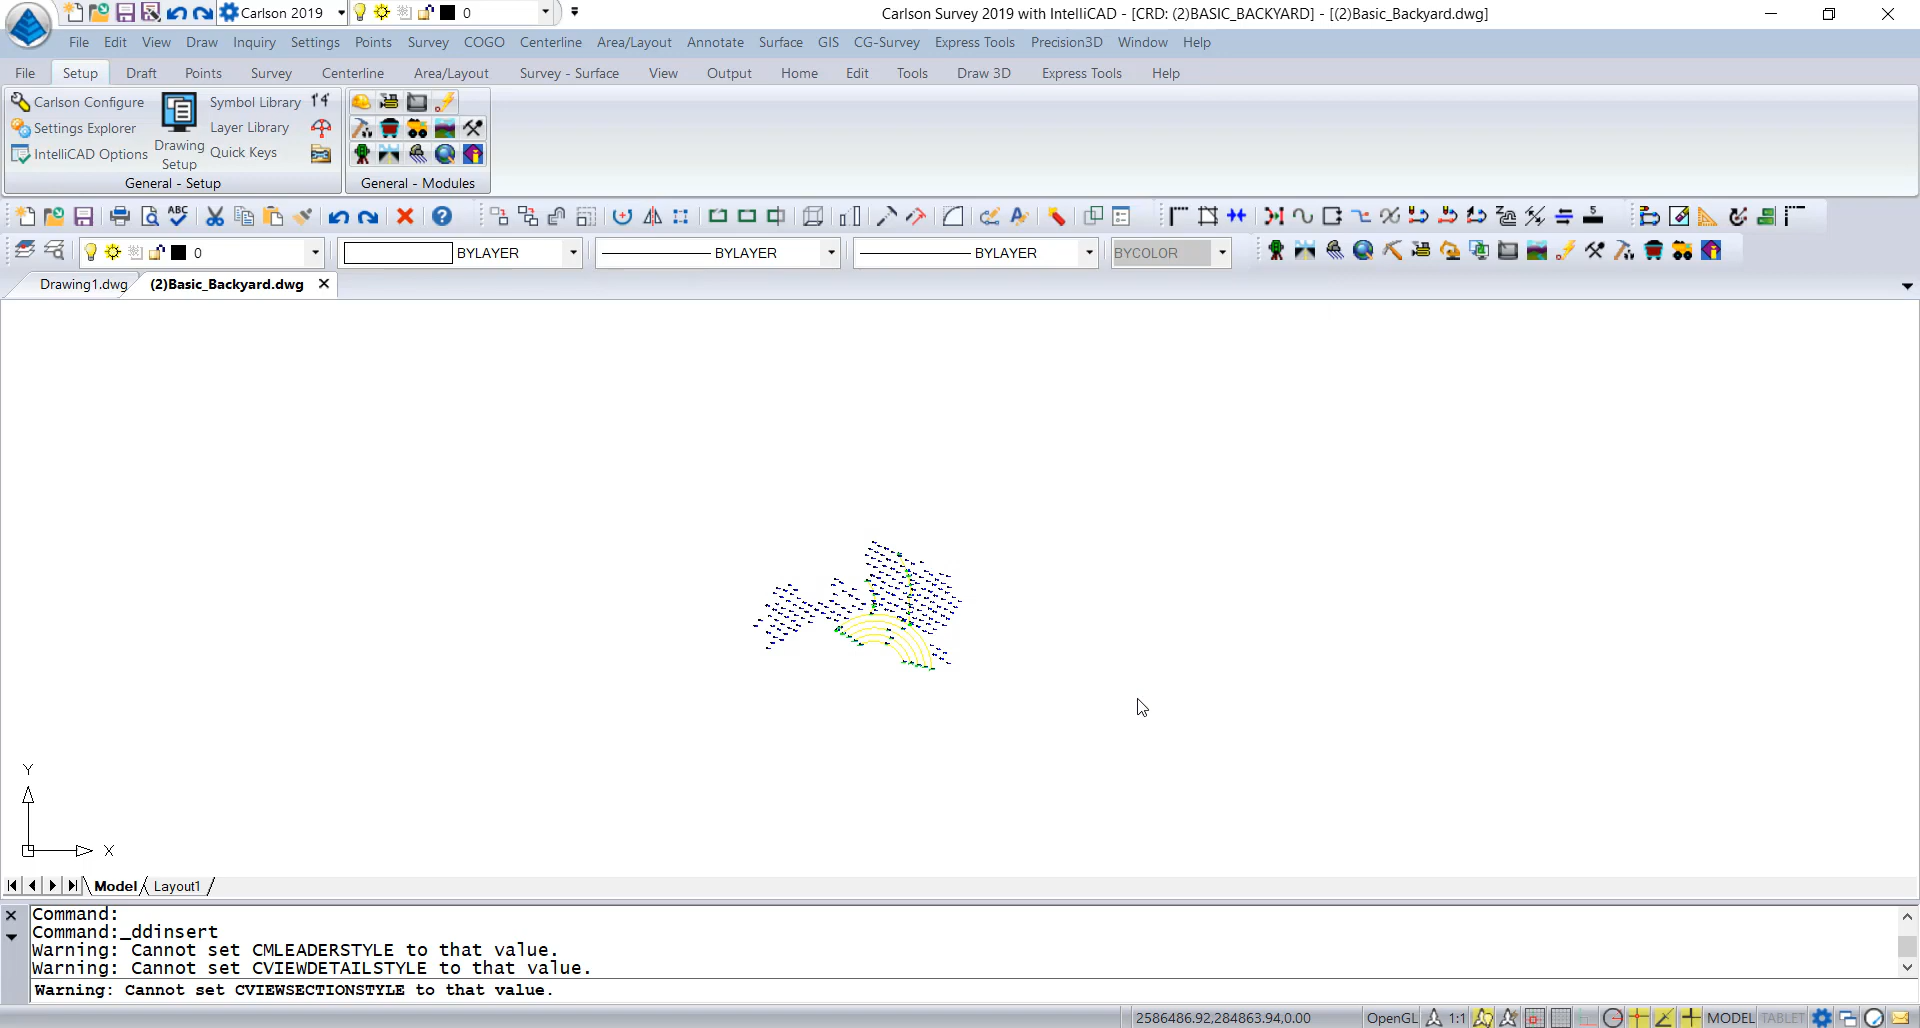 Carlson 2019
0
Carlson Survey 2019 with IntelliCAD - [CRD: (2)BASIC_BACKYARD] - [(2)Basic_Backyard.dwg]
File Edit View Draw Inquiry Settings Points Survey COGO Centerline Area/Layout Annotate Surface GIS CG-Survey Express Tools Precision3D Window Help
File Setup Draft Points Survey Centerline Area/Layout Survey - Surface View Output Home Edit Tools Draw 3D Express Tools Help
Carlson Configure
Settings Explorer
IntelliCAD Options
Drawing
Setup
Symbol Library
Layer Library
Quick Keys
General - Setup
General - Modules
ABC
5
0
BYLAYER
BYLAYER
BYLAYER
BYCOLOR
Drawing1.dwg
(2)Basic_Backyard.dwg
Y
X
Model
Layout1
Command:
Command:_ddinsert
Warning: Cannot set CMLEADERSTYLE to that value.
Warning: Cannot set CVIEWDETAILSTYLE to that value.
Warning: Cannot set CVIEWSECTIONSTYLE to that value.
2586486.92,284863.94,0.00
OpenGL
1:1
MODEL
TABLET